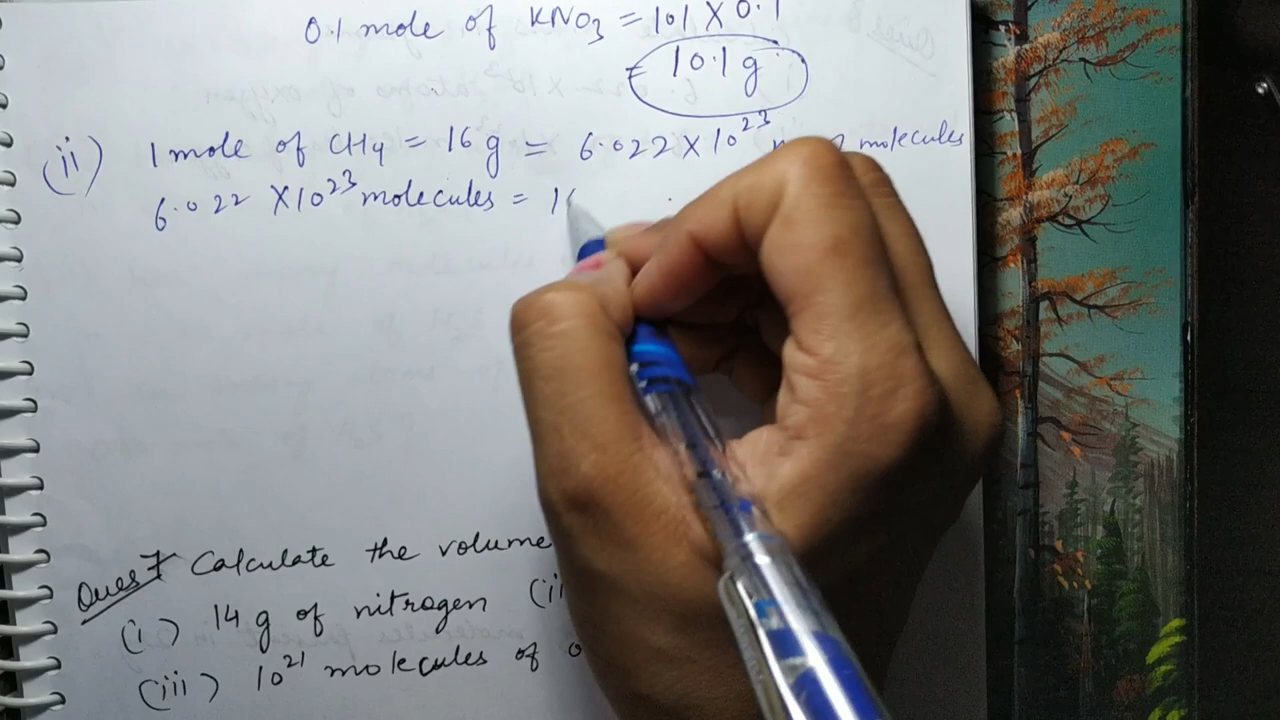 0.1 mole of KNO3 = 101 X 0.1
= 10.1 g
(ii) 1 mole of CH4 = 16 g = 6.022 X 10^23 molecules
6.022 X 10^23 molecules = 16
Ques 7 Calculate the volume
(i) 14 g of nitrogen (ii
(iii) 10^21 molecules of o